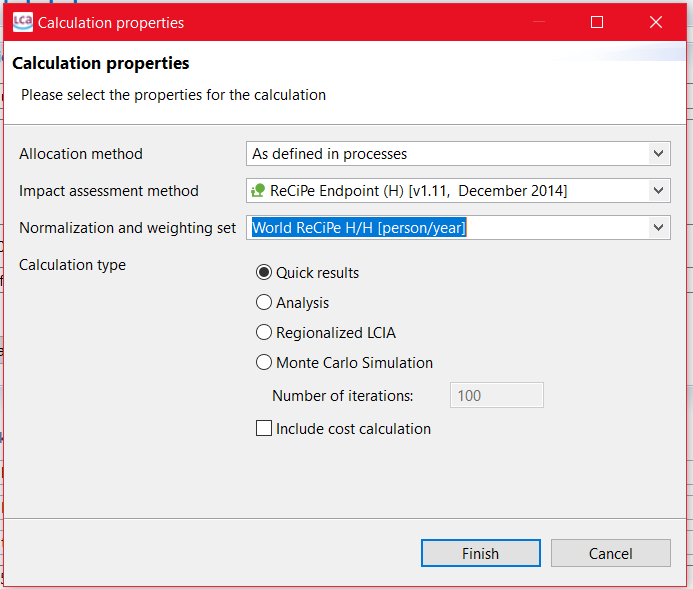 LCA Calculation properties
Calculation properties
Please select the properties for the calculation
Allocation method As defined in processes
Impact assessment method ReCiPe Endpoint (H) [v1.11, December 2014]
Normalization and weighting set World ReCiPe H/H [person/year]
Calculation type
Quick results
Analysis
Regionalized LCIA
Monte Carlo Simulation
Number of iterations: 100
Include cost calculation
Finish Cancel